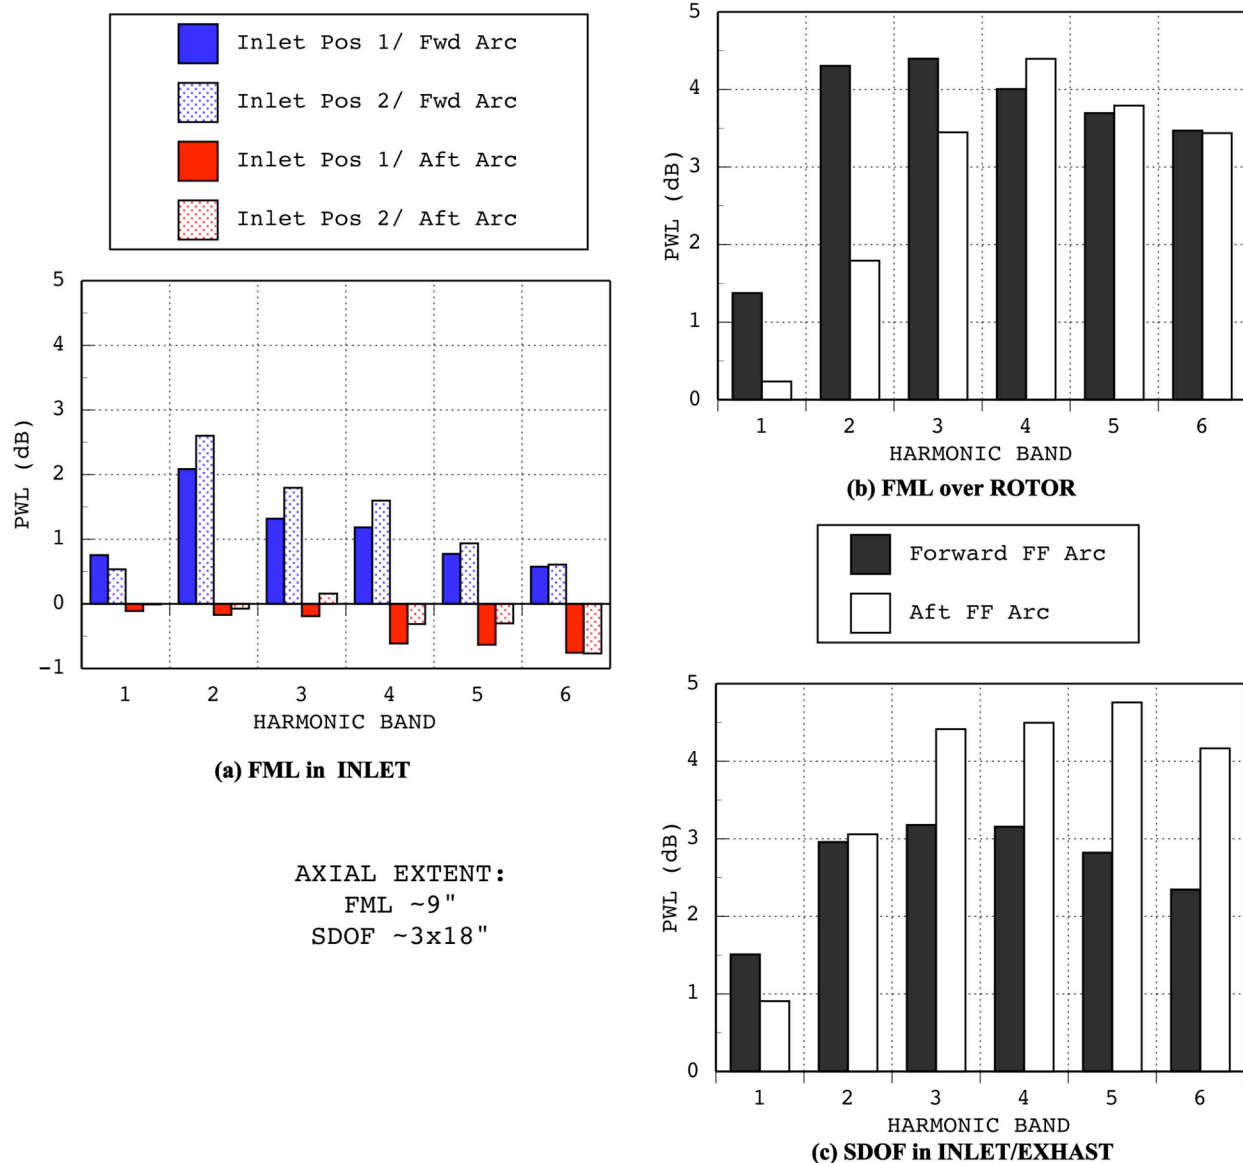 Inlet Pos 1/ Fwd Arc
Inlet Pos 2/ Fwd Arc
Inlet Pos 1/ Aft Arc
Inlet Pos 2/ Aft Arc
5
4
3
2
1
0
−1
PWL (dB)
1 2 3 4 5 6
HARMONIC BAND
(a) FML in INLET
AXIAL EXTENT:
FML ~9"
SDOF ~3x18"
5
4
3
2
1
0
PWL (dB)
1 2 3 4 5 6
HARMONIC BAND
(b) FML over ROTOR
Forward FF Arc
Aft FF Arc
5
4
3
2
1
0
PWL (dB)
1 2 3 4 5 6
HARMONIC BAND
(c) SDOF in INLET/EXHAST